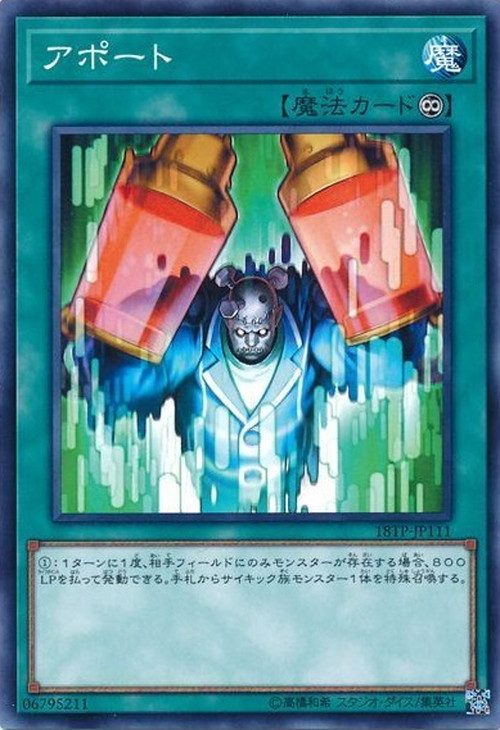 アポート
魔
【魔法カード】
18TP-JP111
①:1ターンに1度、相手フィールドにのみモンスターが存在する場合、800
LPを払って発動できる。手札からサイキック族モンスター1体を特殊召喚する。
06795211
©高橋和希 スタジオ・ダイス/集英社